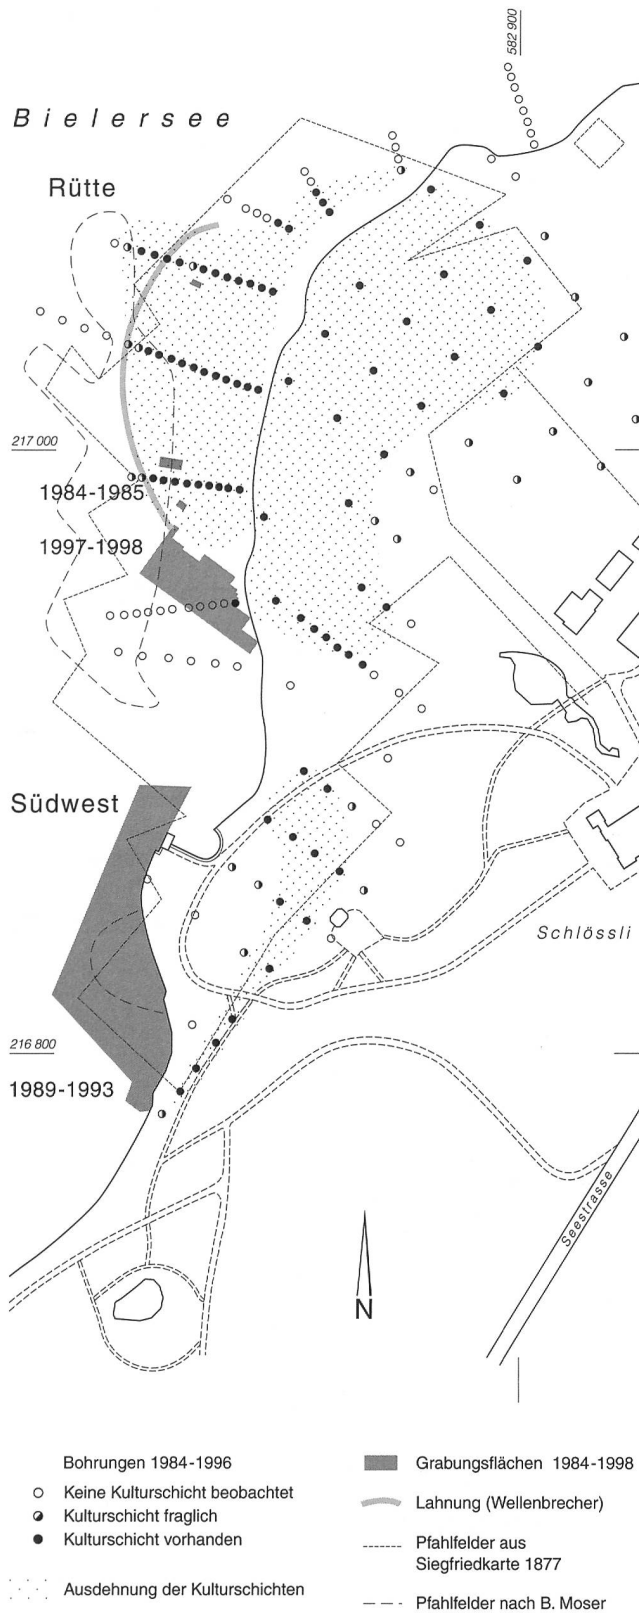 582 900
Bielersee
Rütte
217 000
1984-1985
1997-1998
Südwest
Schlössli
216 800
1989-1993
Seestrasse
N
Bohrungen 1984-1996
Keine Kulturschicht beobachtet
Kulturschicht fraglich
Kulturschicht vorhanden
Ausdehnung der Kulturschichten
Grabungsflächen 1984-1998
Lahnung (Wellenbrecher)
Pfahlfelder aus
Siegfriedkarte 1877
Pfahlfelder nach B. Moser